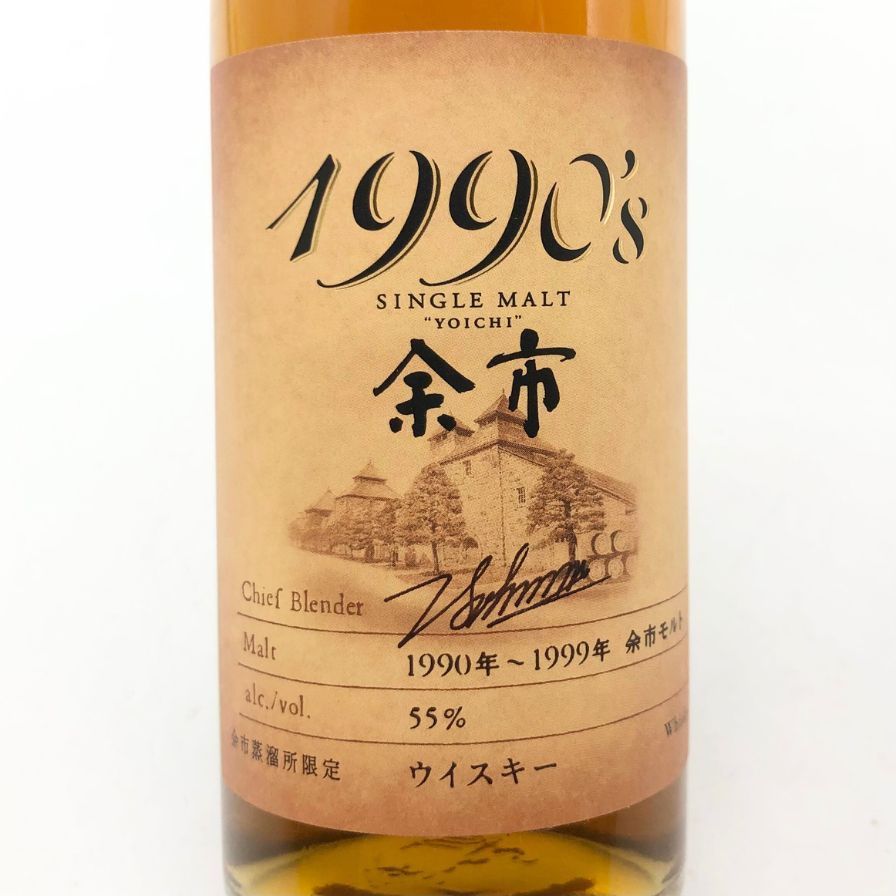 1990's
SINGLE MALT
"YOICHI"
余市
Chief Blender
Malt 1990年～1999年 余市モルト
alc./vol. 55%
余市蒸溜所限定 ウイスキー